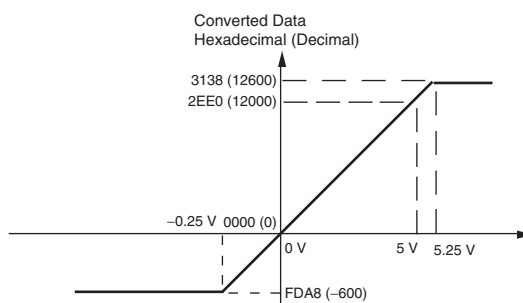 Converted Data
Hexadecimal (Decimal)
3138 (12600)
2EE0 (12000)
−0.25 V 0000 (0)
0 V 5 V 5.25 V
FDA8 (−600)